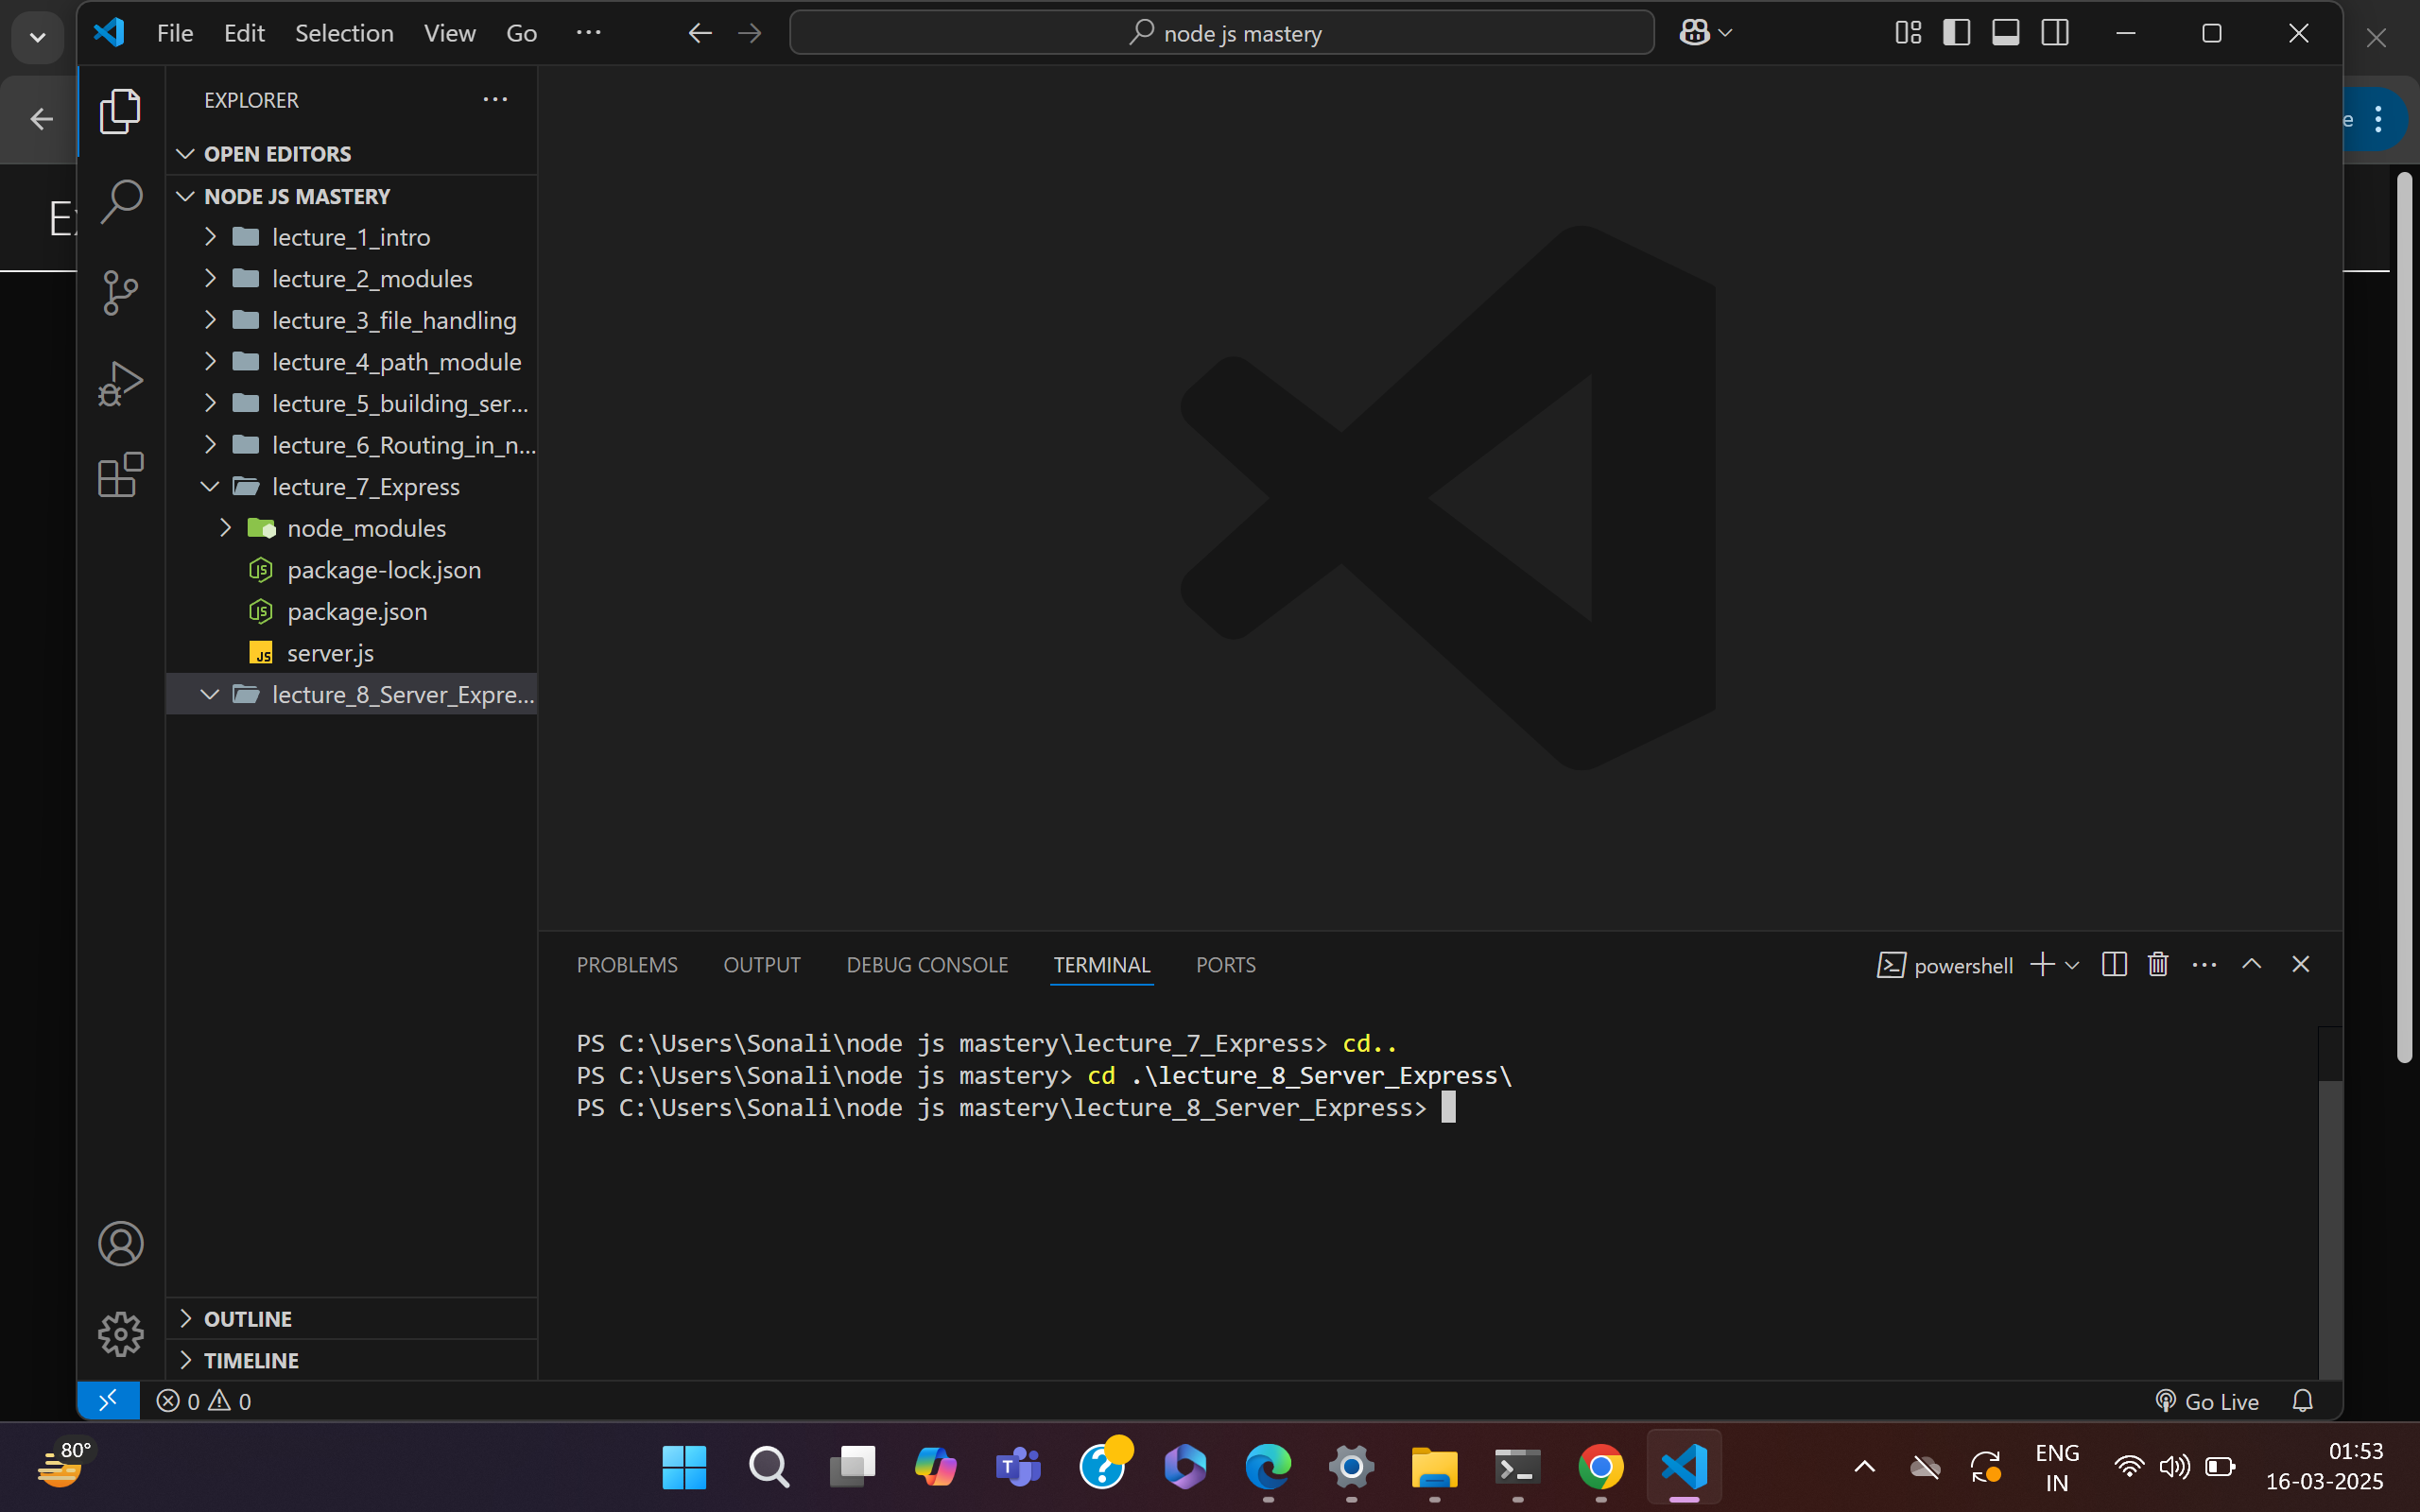 File Edit Selection View Go ···
node js mastery
EXPLORER
OPEN EDITORS
NODE JS MASTERY
lecture_1_intro
lecture_2_modules
lecture_3_file_handling
lecture_4_path_module
lecture_5_building_ser...
lecture_6_Routing_in_n...
lecture_7_Express
node_modules
package-lock.json
package.json
server.js
lecture_8_Server_Expre...
PROBLEMS OUTPUT DEBUG CONSOLE TERMINAL PORTS
powershell
PS C:\Users\Sonali\node js mastery\lecture_7_Express> cd..
PS C:\Users\Sonali\node js mastery> cd .\lecture_8_Server_Express\
PS C:\Users\Sonali\node js mastery\lecture_8_Server_Express>
OUTLINE
TIMELINE
0 0
Go Live
80°
ENG
IN
01:53
16-03-2025